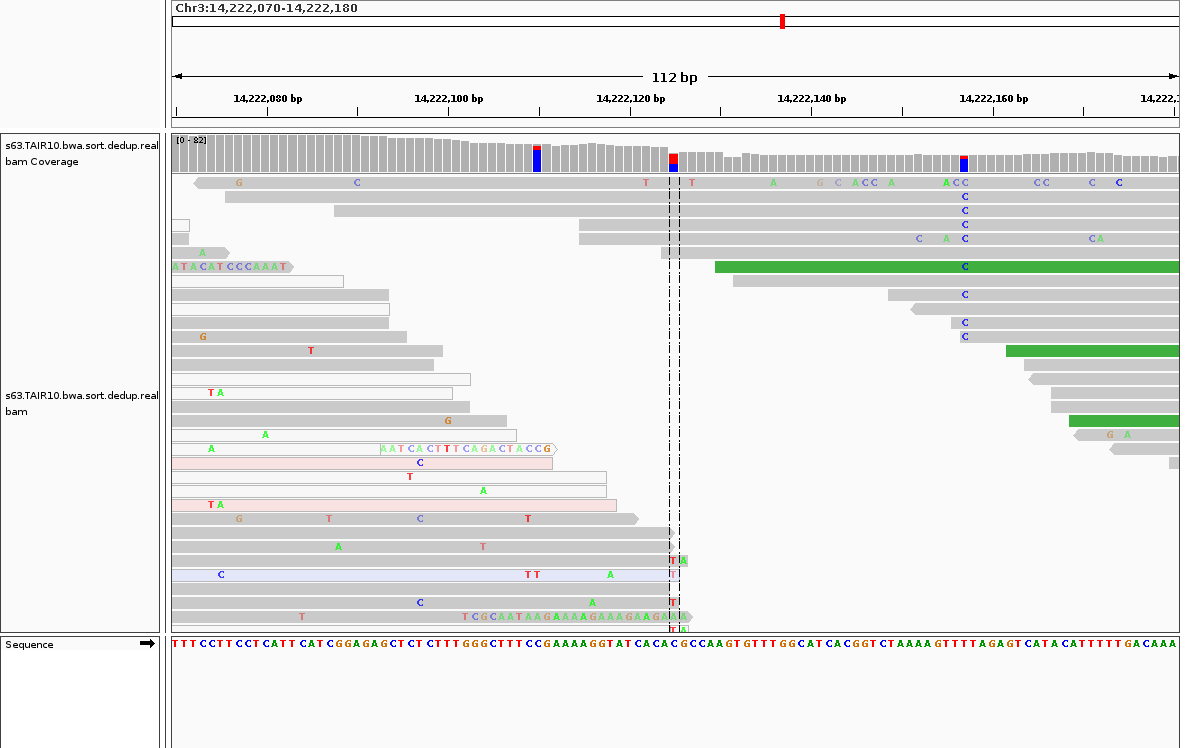 Chr3:14,222,070-14,222,180
112 bp
14,222,080 bp 14,222,100 bp 14,222,120 bp 14,222,140 bp 14,222,160 bp 14,222,1
s63.TAIR10.bwa.sort.dedup.real
bam Coverage
[0 - 82]
G C T T A G C A C C A A C C C C C C
C
C
C
C A C C A
A
A T A C A T C C C A A A T C
C
C
G C
T
T A
G
A G A
A A A T C A C T T T C A G A C T A C C G
C
T
A
s63.TAIR10.bwa.sort.dedup.real
bam
T A
G T C T
A T
T A
C T T A T
C A T
T T C G C A A T A A G A A A A G A A A G A A G A A A
T A
Sequence
TTTCCTTCCTCATTCATCGGAGAGCTCTCTTTGGGCTTTCCGAAAAGGTATCACACGCCAAGTGTTTGGCATCACGGTCTAAAAGTTTTAGAGTCATACATTTTTGACAAA